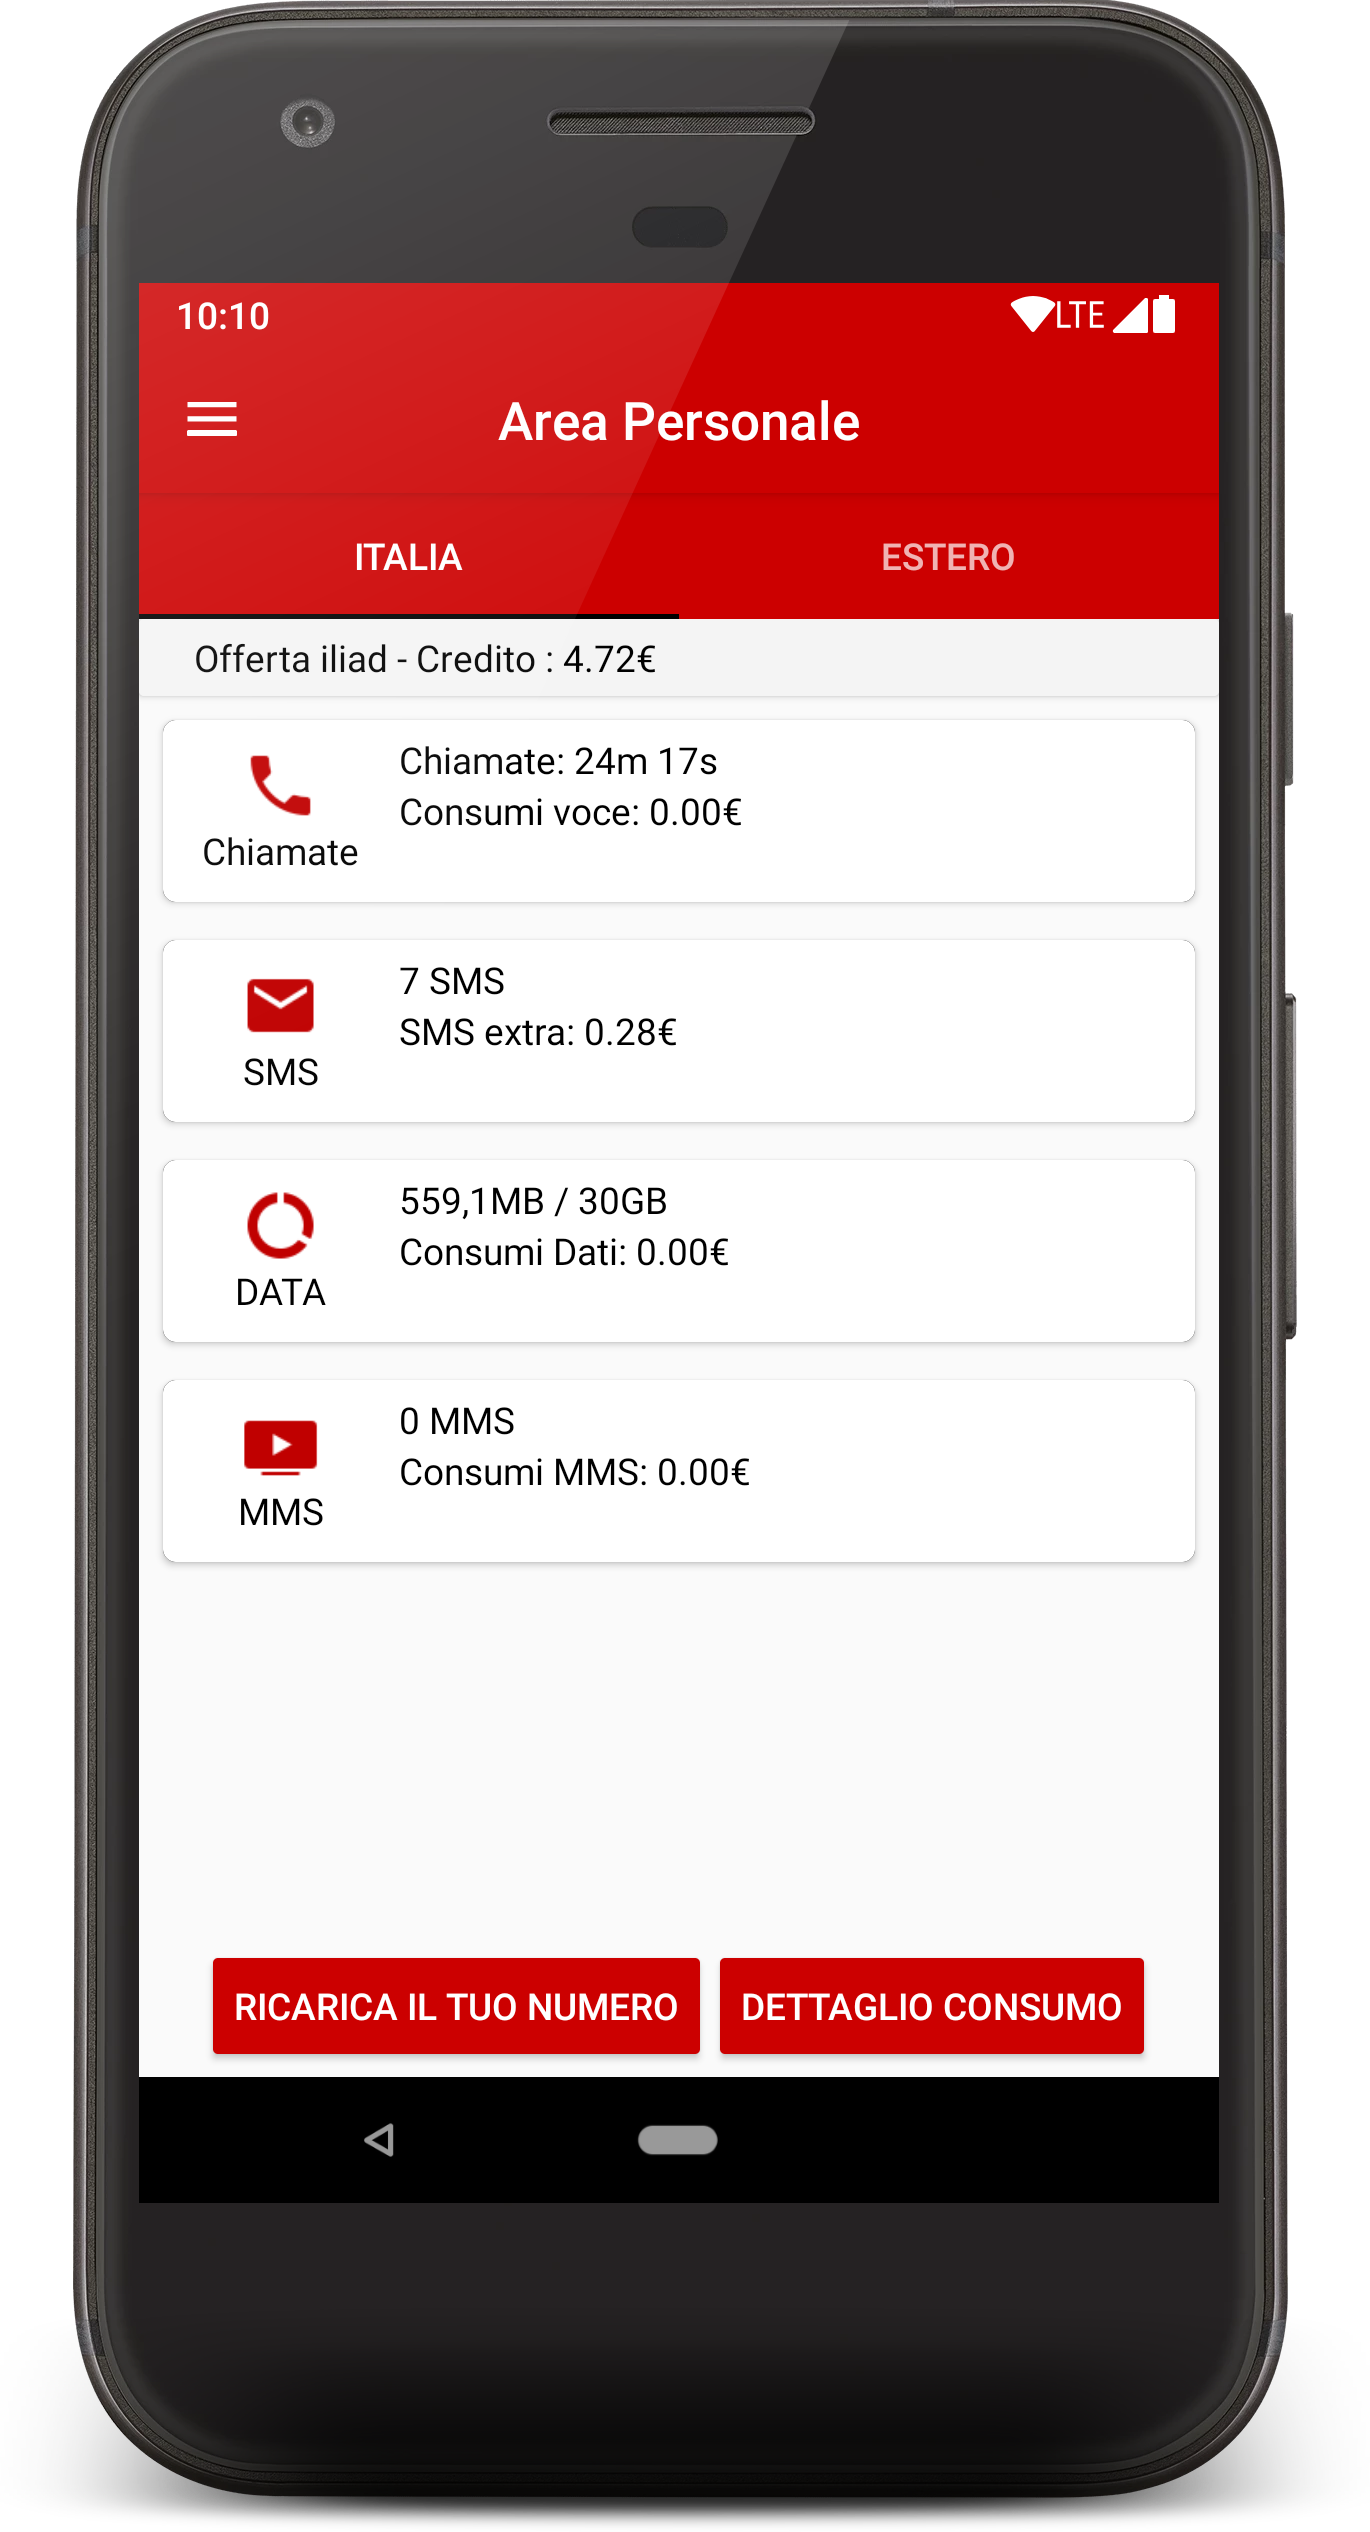 10:10
LTE
Area Personale
ITALIA
ESTERO
Offerta iliad - Credito : 4.72€
Chiamate: 24m 17s
Consumi voce: 0.00€
Chiamate
7 SMS
SMS extra: 0.28€
SMS
559,1MB / 30GB
Consumi Dati: 0.00€
DATA
0 MMS
Consumi MMS: 0.00€
MMS
RICARICA IL TUO NUMERO
DETTAGLIO CONSUMO